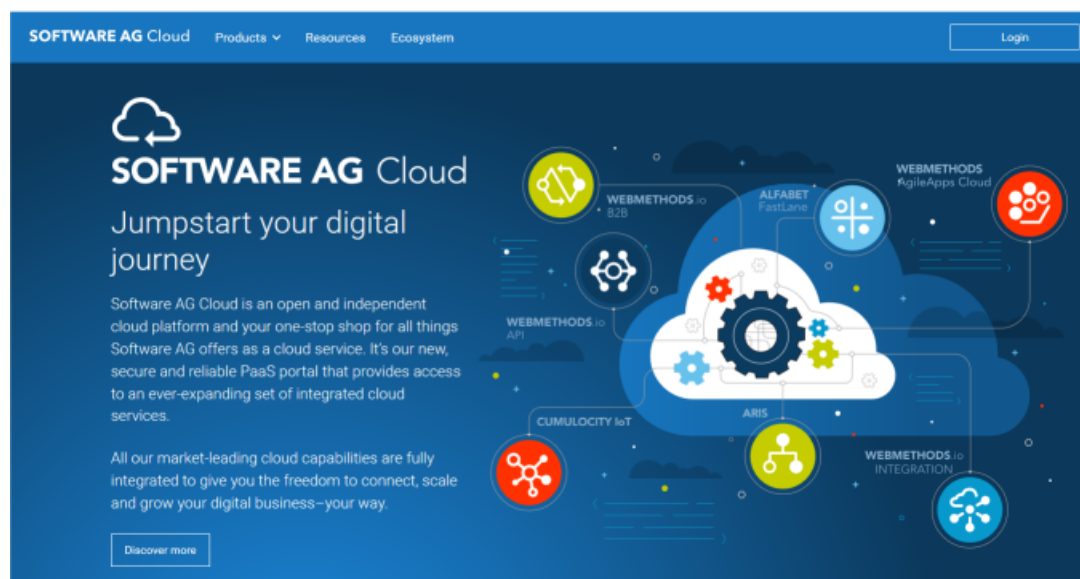 SOFTWARE AG Cloud
Products
Resources
Ecosystem
Login
SOFTWARE AG Cloud
Jumpstart your digital
journey
Software AG Cloud is an open and independent
cloud platform and your one-stop shop for all things
Software AG offers as a cloud service. It's our new,
secure and reliable PaaS portal that provides access
to an ever-expanding set of integrated cloud
services.
All our market-leading cloud capabilities are fully
integrated to give you the freedom to connect, scale
and grow your digital business–your way.
Discover more
WEBMETHODS.io
B2B
ALFABET
FastLane
WEBMETHODS
AgileApps Cloud
WEBMETHODS.io
API
CUMULOCITY IoT
ARIS
WEBMETHODS.io
INTEGRATION